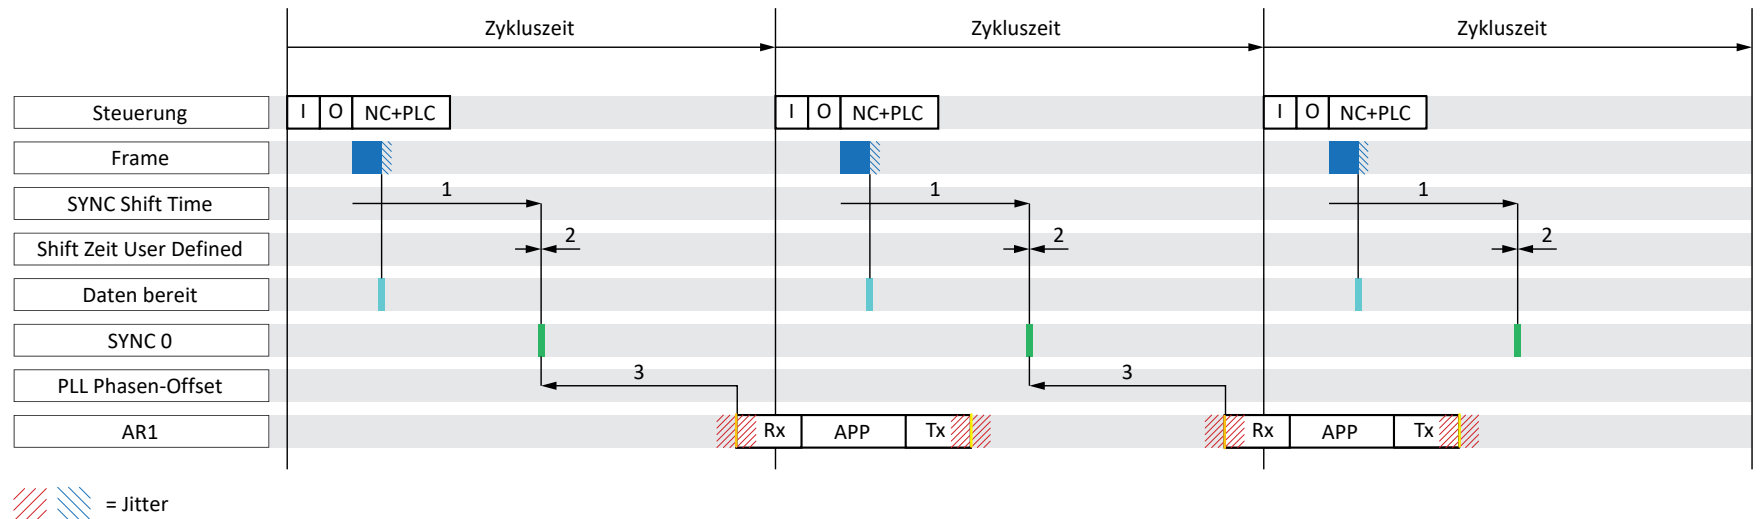 Zykluszeit Zykluszeit Zykluszeit
Steuerung I O NC+PLC I O NC+PLC I O NC+PLC
Frame
SYNC Shift Time 1 1 1
Shift Zeit User Defined 2 2 2
Daten bereit
SYNC 0
PLL Phasen-Offset 3 3
AR1 Rx APP Tx Rx APP Tx
= Jitter